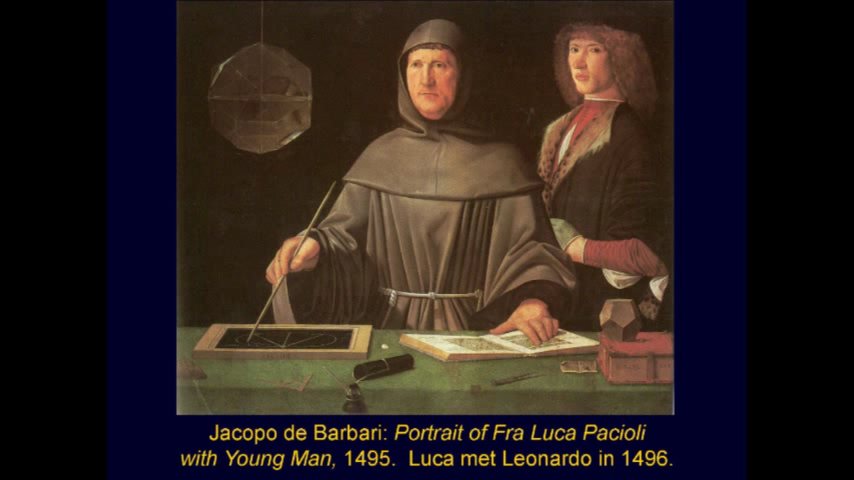 Jacopo de Barbari: Portrait of Fra Luca Pacioli
with Young Man, 1495.  Luca met Leonardo in 1496.